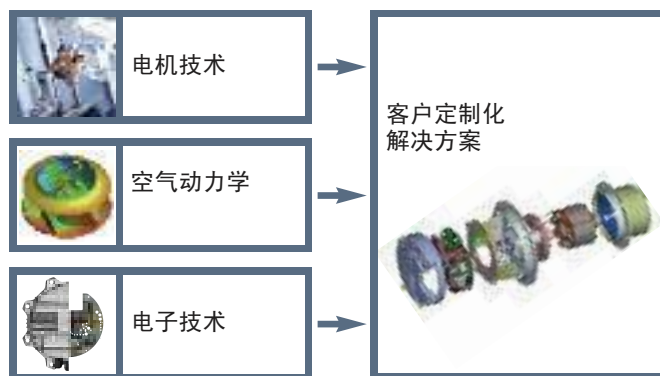 电机技术
空气动力学
电子技术
客户定制化
解决方案